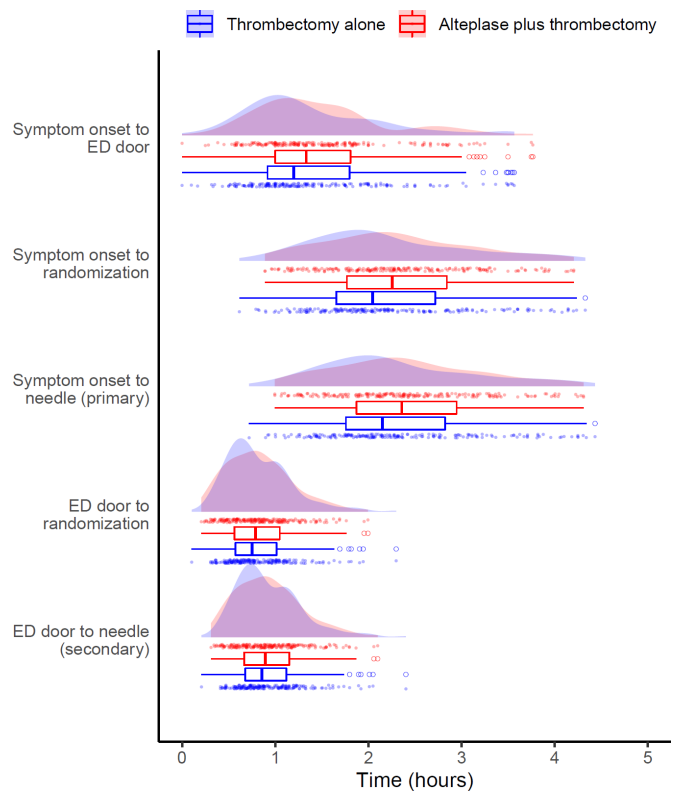 Thrombectomy alone
Alteplase plus thrombectomy
Symptom onset to
ED door
Symptom onset to
randomization
Symptom onset to
needle (primary)
ED door to
randomization
ED door to needle
(secondary)
0 1 2 3 4 5
Time (hours)